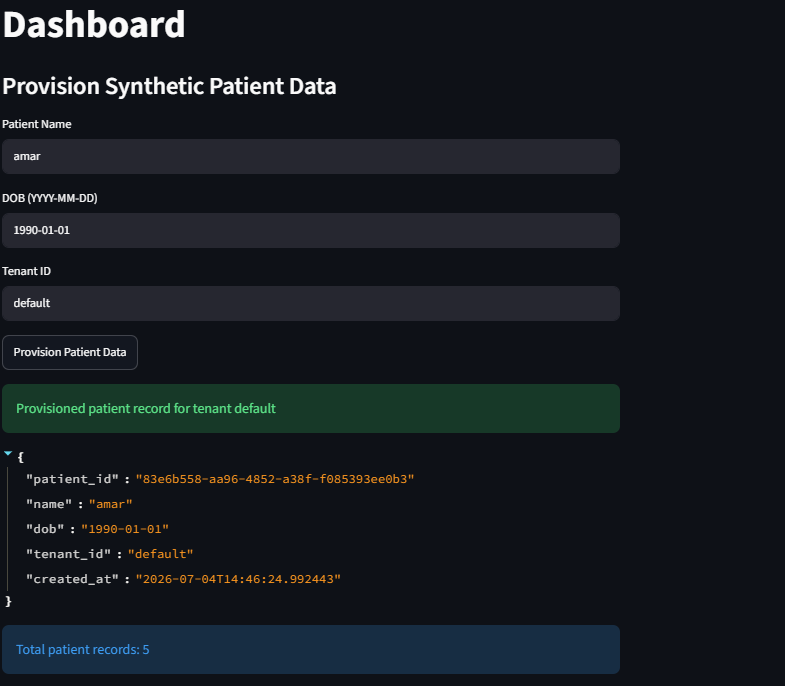 Dashboard
Provision Synthetic Patient Data
Patient Name
amar
DOB (YYYY-MM-DD)
1990-01-01
Tenant ID
default
Provision Patient Data
Provisioned patient record for tenant default
{
"patient_id" : "83e6b558-aa96-4852-a38f-f085393ee0b3"
"name" : "amar"
"dob" : "1990-01-01"
"tenant_id" : "default"
"created_at" : "2026-07-04T14:46:24.992443"
}
Total patient records: 5